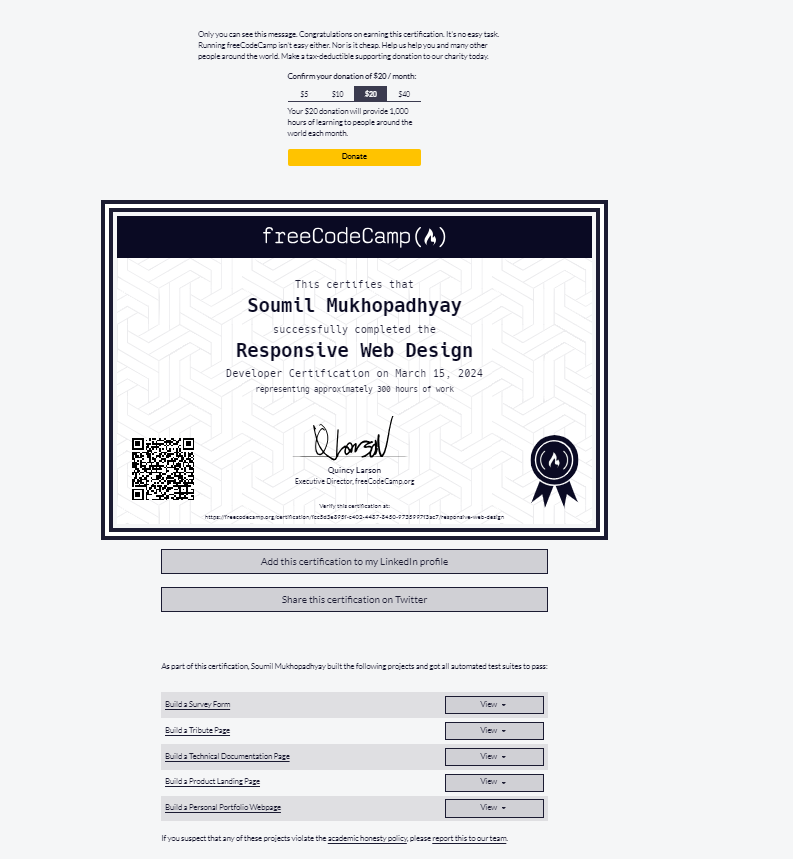 Only you can see this message. Congratulations on earning this certification. It's no easy task.
Running freeCodeCamp isn't easy either. Nor is it cheap. Help us help you and many other
people around the world. Make a tax-deductible supporting donation to our charity today.
Confirm your donation of $20 / month:
$5 $10 $20 $40
Your $20 donation will provide 1,000
hours of learning to people around the
world each month.
Donate
freeCodeCamp
This certifies that
Soumil Mukhopadhyay
successfully completed the
Responsive Web Design
Developer Certification on March 15, 2024
representing approximately 300 hours of work
Q Larson
Quincy Larson
Executive Director, freeCodeCamp.org
Verify this certification at:
Add this certification to my LinkedIn profile
Share this certification on Twitter
As part of this certification, Soumil Mukhopadhyay built the following projects and got all automated test suites to pass:
Build a Survey Form View
Build a Tribute Page View
Build a Technical Documentation Page View
Build a Product Landing Page View
Build a Personal Portfolio Webpage View
If you suspect that any of these projects violate the academic honesty policy, please report this to our team.